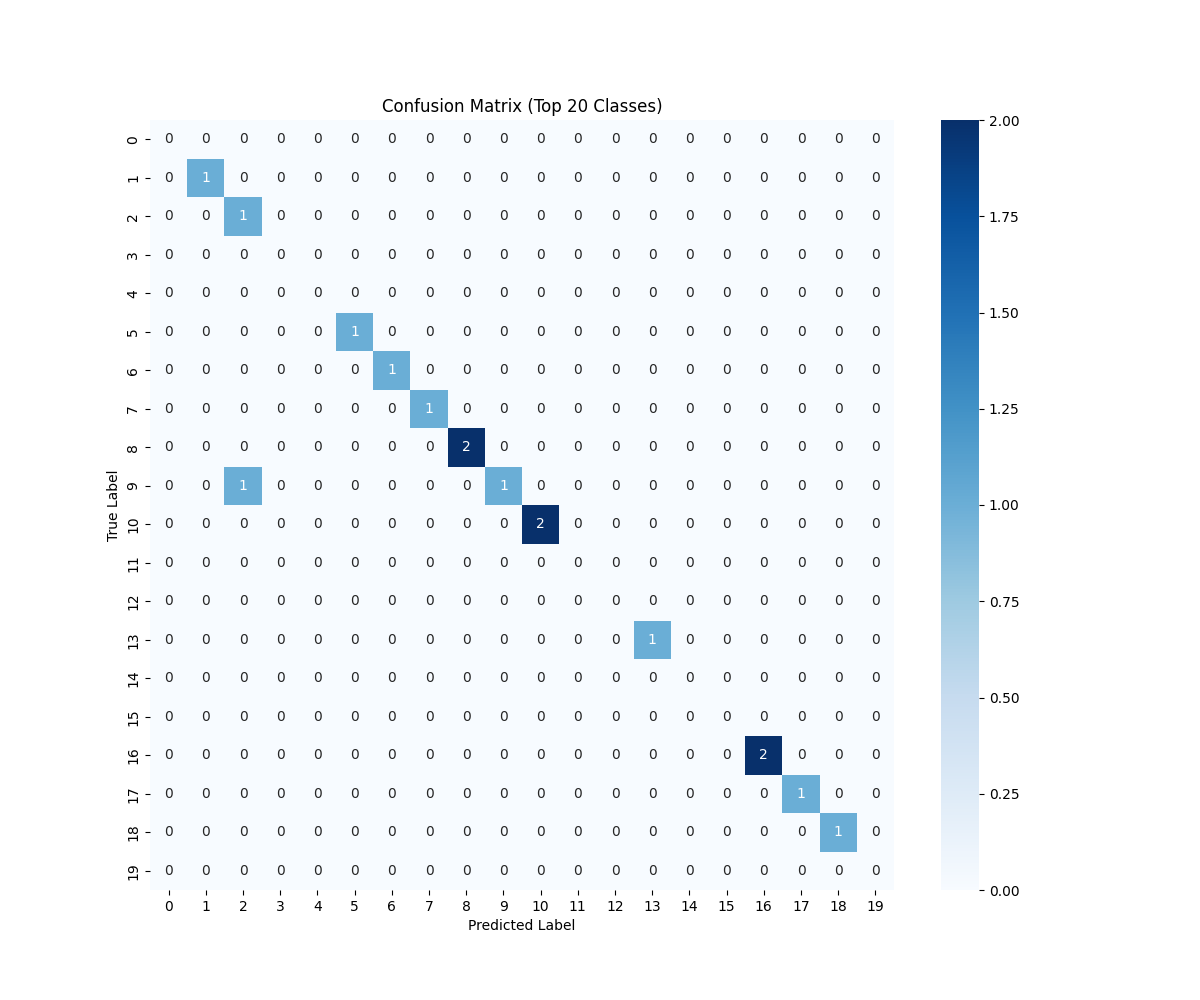 Confusion Matrix (Top 20 Classes)
0 0 0 0 0 0 0 0 0 0 0 0 0 0 0 0 0 0 0 0 0
1 0 1 0 0 0 0 0 0 0 0 0 0 0 0 0 0 0 0 0 0
2 0 0 1 0 0 0 0 0 0 0 0 0 0 0 0 0 0 0 0 0
3 0 0 0 0 0 0 0 0 0 0 0 0 0 0 0 0 0 0 0 0
4 0 0 0 0 0 0 0 0 0 0 0 0 0 0 0 0 0 0 0 0
5 0 0 0 0 0 1 0 0 0 0 0 0 0 0 0 0 0 0 0 0
6 0 0 0 0 0 0 1 0 0 0 0 0 0 0 0 0 0 0 0 0
7 0 0 0 0 0 0 0 1 0 0 0 0 0 0 0 0 0 0 0 0
8 0 0 0 0 0 0 0 0 2 0 0 0 0 0 0 0 0 0 0 0
9 0 0 1 0 0 0 0 0 0 1 0 0 0 0 0 0 0 0 0 0
10 0 0 0 0 0 0 0 0 0 0 2 0 0 0 0 0 0 0 0 0
11 0 0 0 0 0 0 0 0 0 0 0 0 0 0 0 0 0 0 0 0
12 0 0 0 0 0 0 0 0 0 0 0 0 0 0 0 0 0 0 0 0
13 0 0 0 0 0 0 0 0 0 0 0 0 0 1 0 0 0 0 0 0
14 0 0 0 0 0 0 0 0 0 0 0 0 0 0 0 0 0 0 0 0
15 0 0 0 0 0 0 0 0 0 0 0 0 0 0 0 0 0 0 0 0
16 0 0 0 0 0 0 0 0 0 0 0 0 0 0 0 0 2 0 0 0
17 0 0 0 0 0 0 0 0 0 0 0 0 0 0 0 0 0 1 0 0
18 0 0 0 0 0 0 0 0 0 0 0 0 0 0 0 0 0 0 1 0
19 0 0 0 0 0 0 0 0 0 0 0 0 0 0 0 0 0 0 0 0
0 1 2 3 4 5 6 7 8 9 10 11 12 13 14 15 16 17 18 19
Predicted Label
True Label
2.00
1.75
1.50
1.25
1.00
0.75
0.50
0.25
0.00